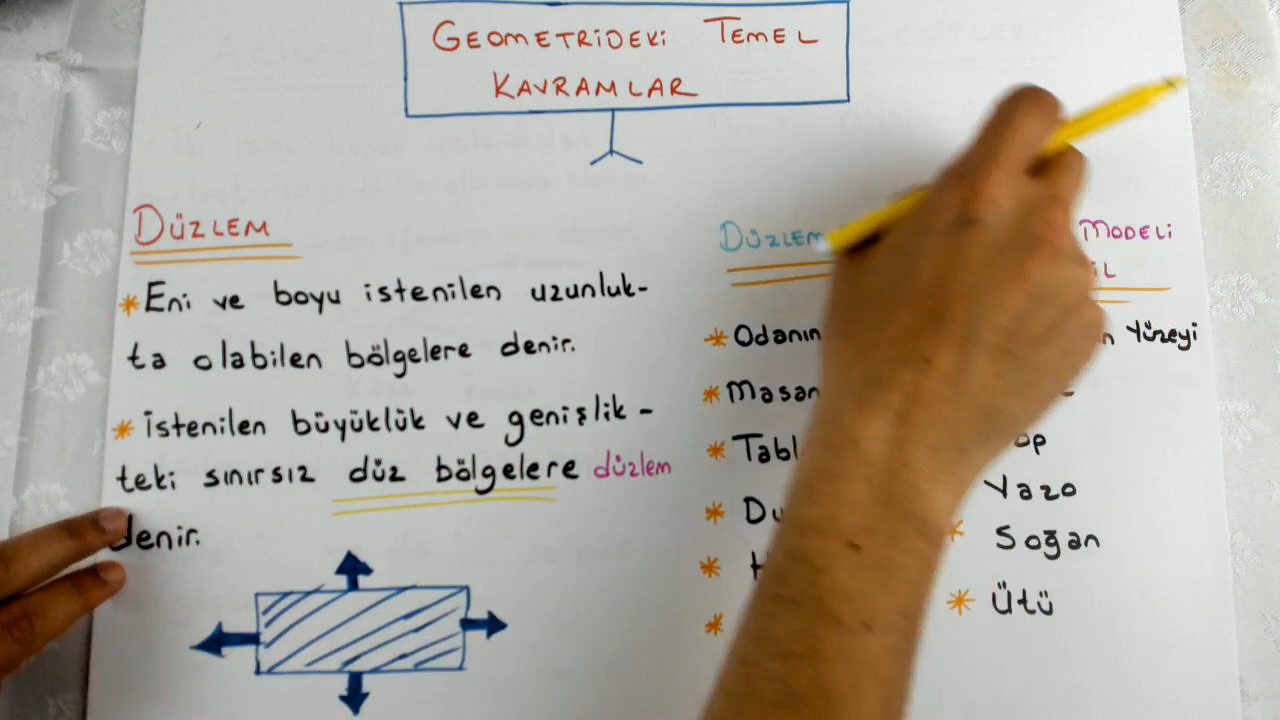 GEOMETRİDEKİ TEMEL
KAVRAMLAR
DÜZLEM
*Eni ve boyu istenilen uzunluk-
ta olabilen bölgelere denir.
*İstenilen büyüklük ve genişlik-
teki sınırsız düz bölgelere düzlem
denir.
DÜZLEM
*Odanın
*Masan
*Tabl
MODELİ
Yüzeyi
Vazo
*Soğan
*Ütü